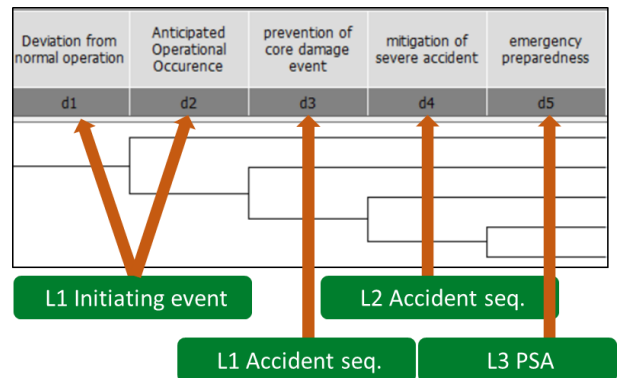 Deviation from
normal operation
Anticipated
Operational
Occurence
prevention of
core damage
event
mitigation of
severe accident
emergency
preparedness
d1
d2
d3
d4
d5
L1 Initiating event
L2 Accident seq.
L1 Accident seq.
L3 PSA